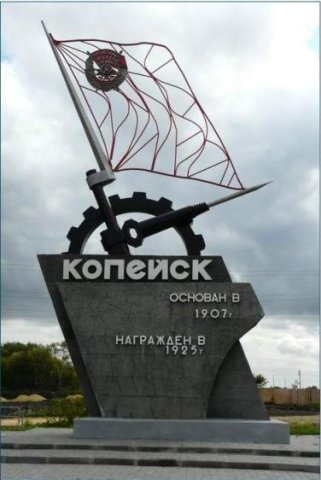 КОПЕЙСК
ОСНОВАН В
1907г
НАГРАЖДЕН В
1925г